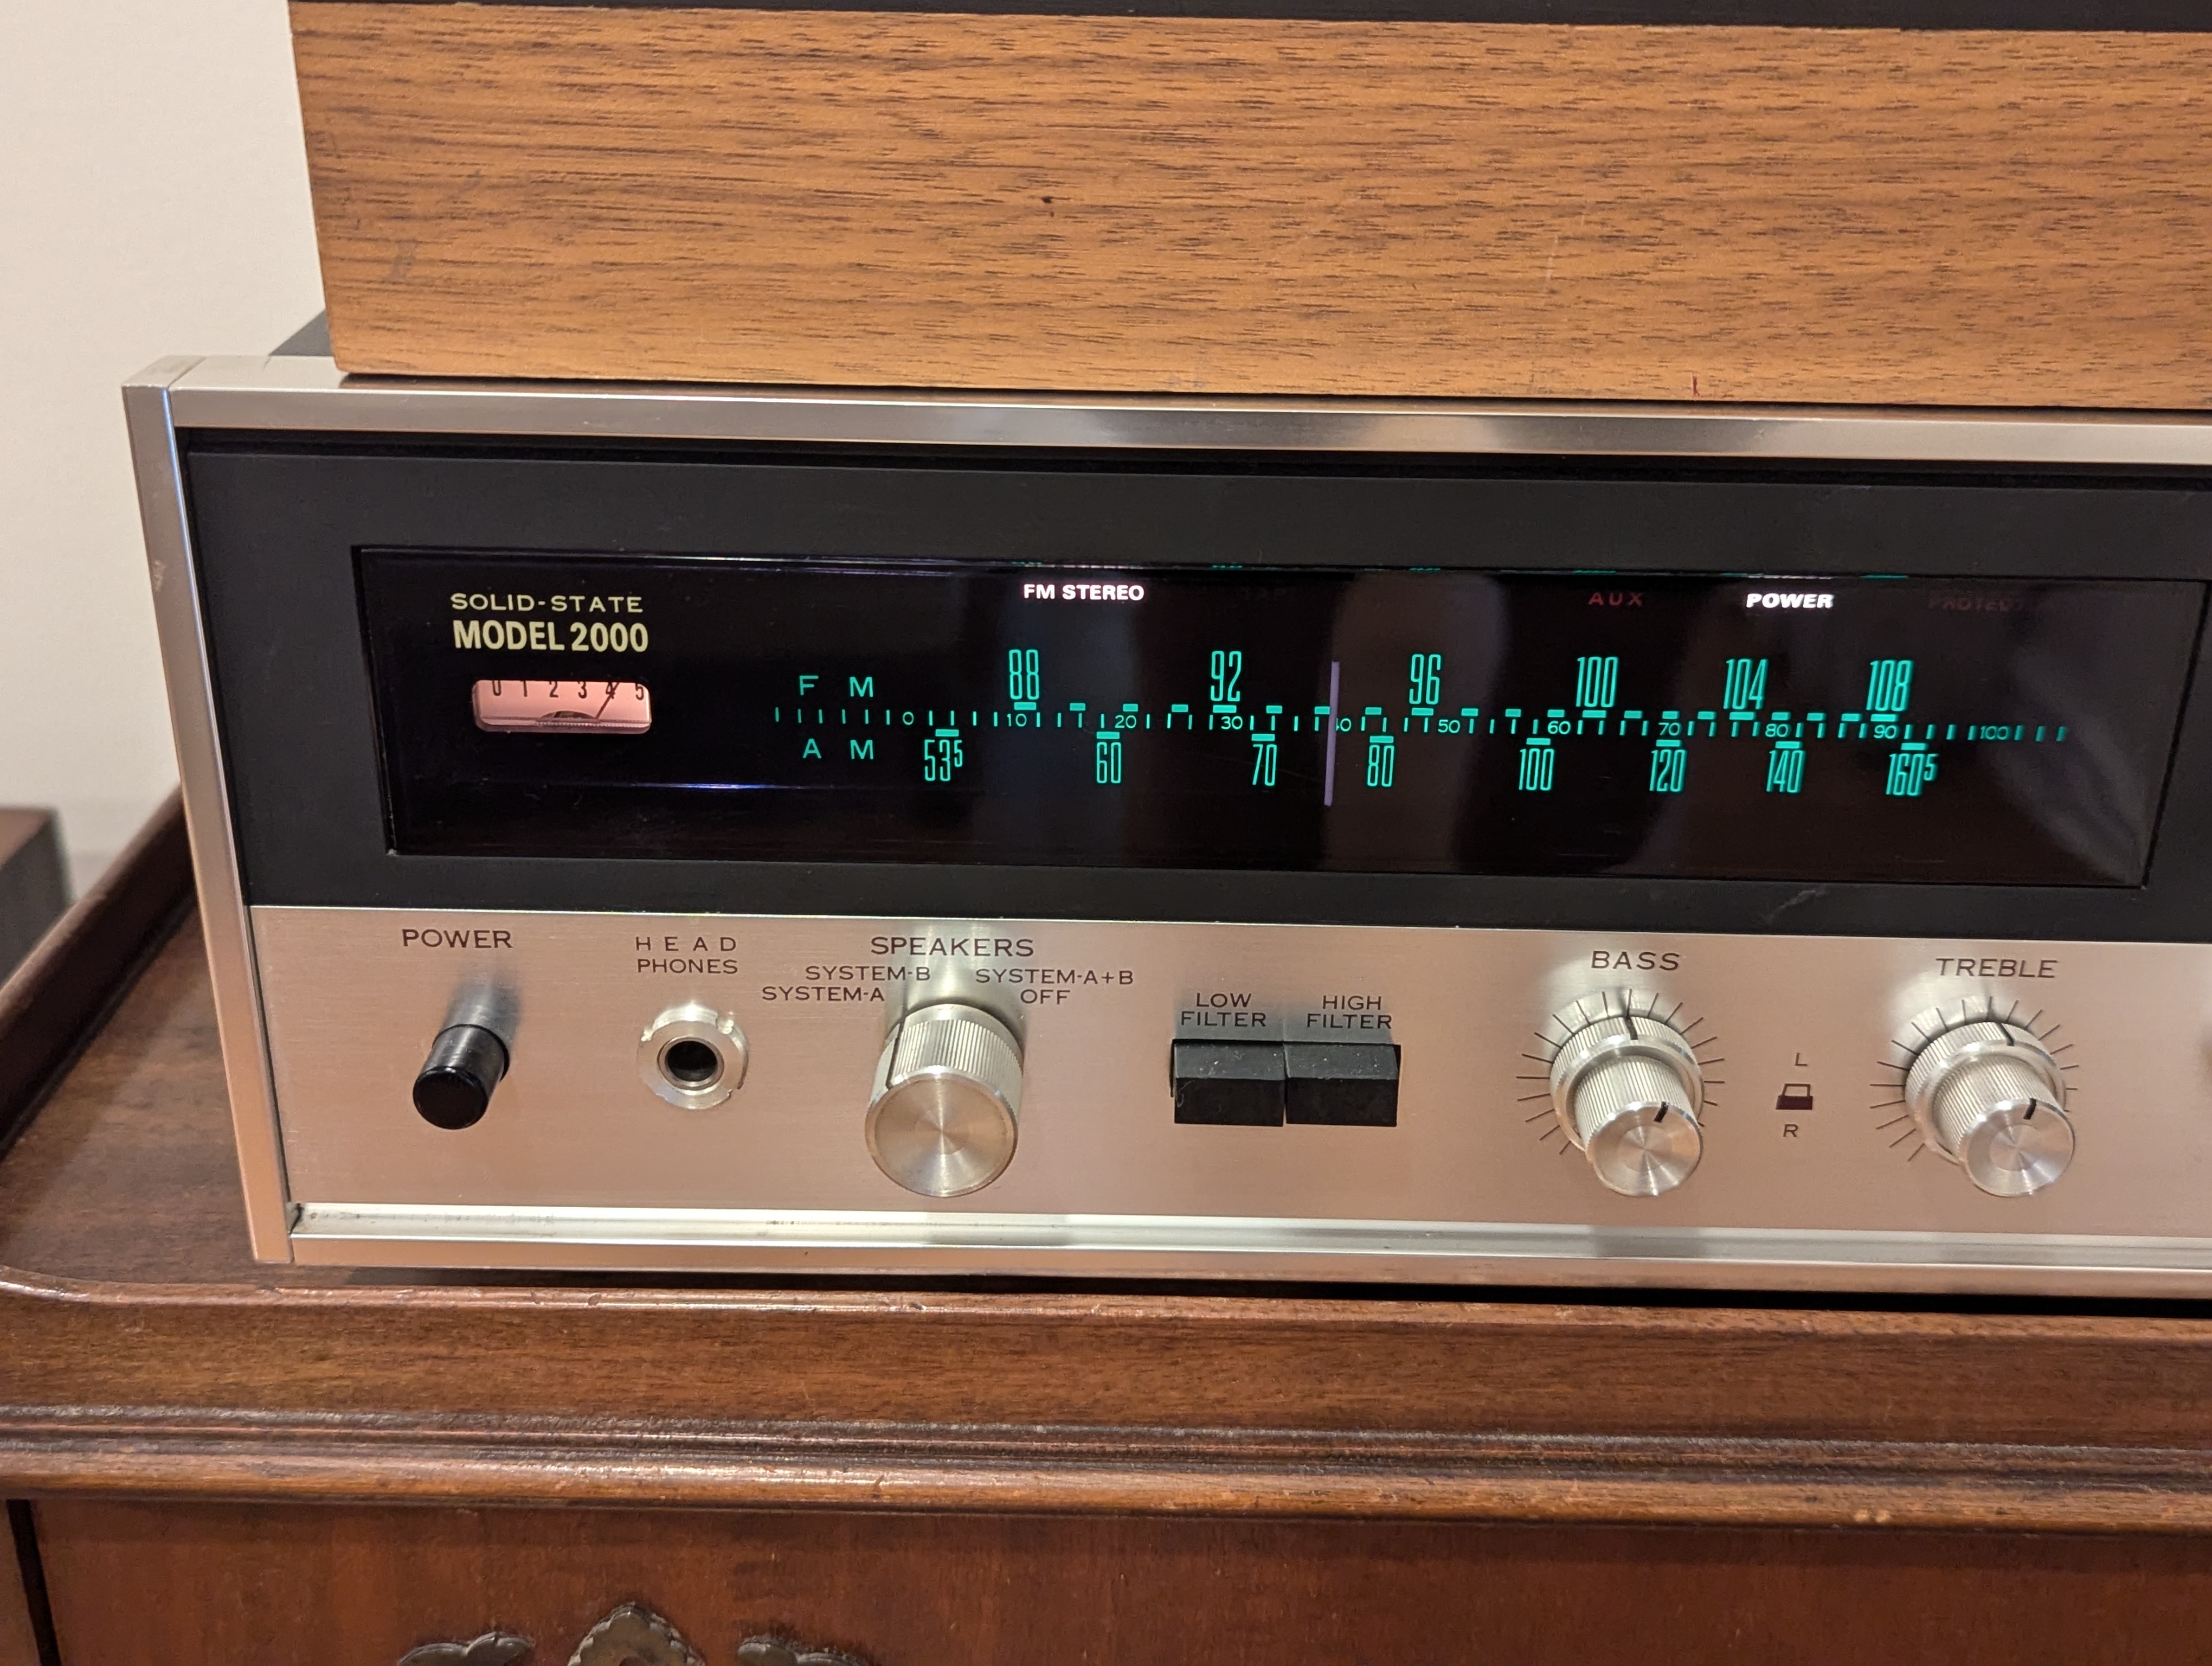 SOLID-STATE
MODEL 2000
0 1 2 3 4 5
FM STEREO
AUX
POWER
FM
88 92 96 100 104 108
0 10 20 30 50 60 70 80 90 100
AM
53⁵ 60 70 80 100 120 140 160⁵
POWER
HEAD
PHONES
SPEAKERS
SYSTEM-B SYSTEM-A+B
SYSTEM-A OFF
LOW
FILTER
HIGH
FILTER
BASS
L
R
TREBLE